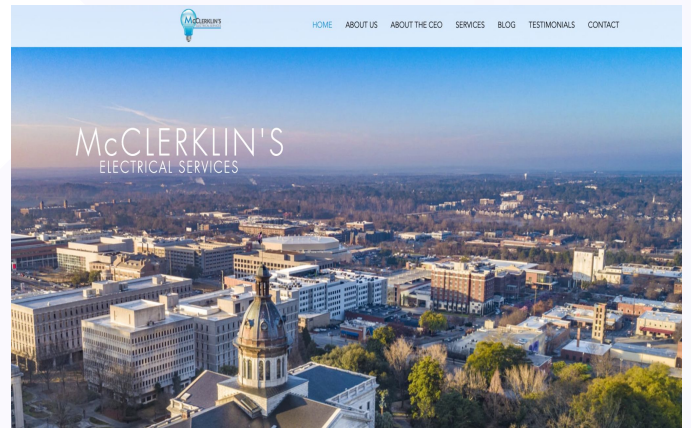 McCLERKLIN'S
HOME ABOUT US ABOUT THE CEO SERVICES BLOG TESTIMONIALS CONTACT
McCLERKLIN'S
ELECTRICAL SERVICES